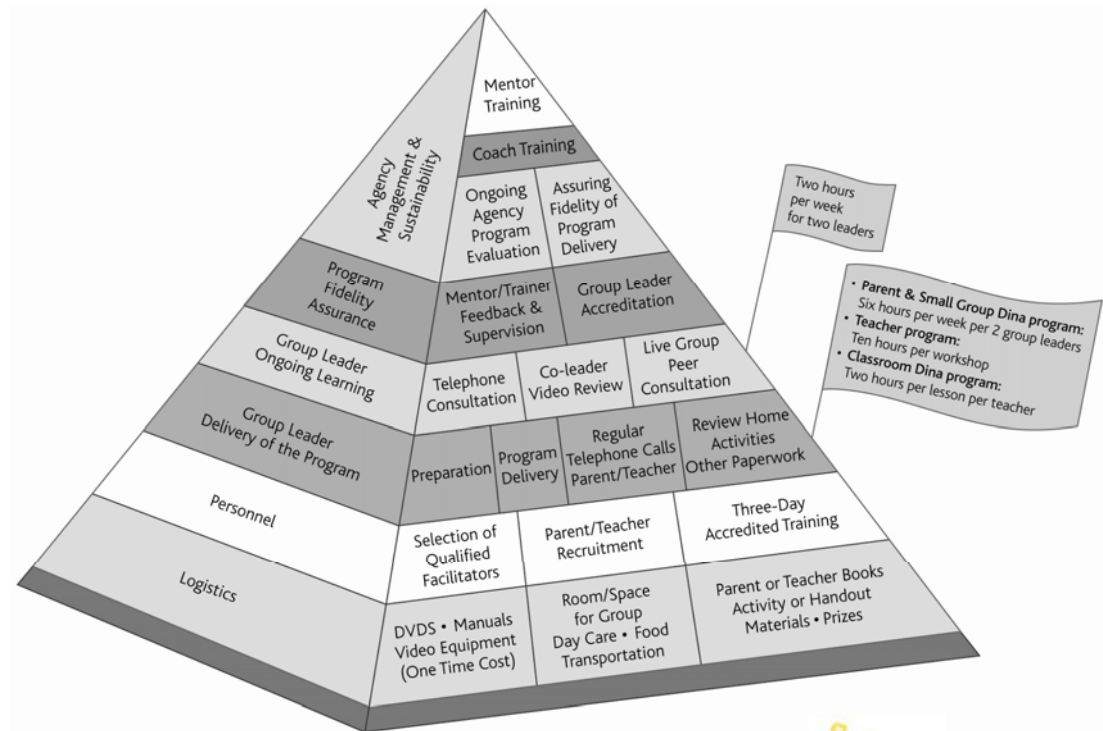 Mentor
Training
Coach Training
Agency
Management &
Sustainability
Ongoing
Agency
Program
Evaluation
Assuring
Fidelity of
Program
Delivery
Program
Fidelity
Assurance
Mentor/Trainer
Feedback &
Supervision
Group Leader
Accreditation
Group Leader
Ongoing Learning
Telephone
Consultation
Co-leader
Video Review
Live Group
Peer
Consultation
Group Leader
Delivery of the Program
Preparation
Program
Delivery
Regular
Telephone Calls
Parent/Teacher
Review Home
Activities
Other Paperwork
Personnel
Selection of
Qualified
Facilitators
Parent/Teacher
Recruitment
Three-Day
Accredited Training
Logistics
DVDS • Manuals
Video Equipment
(One Time Cost)
Room/Space
for Group
Day Care • Food
Transportation
Parent or Teacher Books
Activity or Handout
Materials • Prizes
Two hours
per week
for two leaders
• Parent & Small Group Dina program:
Six hours per week per 2 group leaders
• Teacher program:
Ten hours per workshop
• Classroom Dina program:
Two hours per lesson per teacher